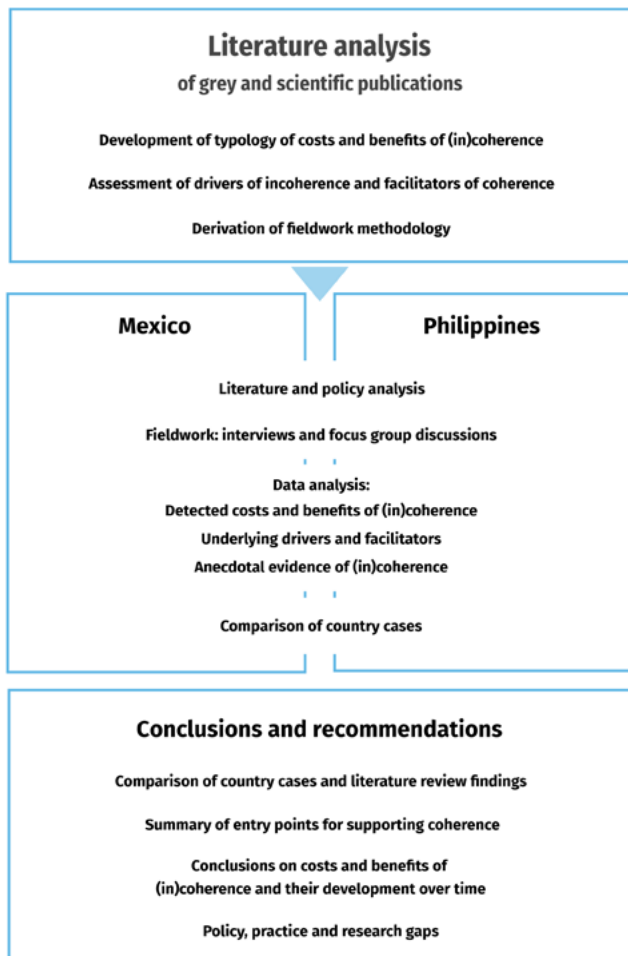 Literature analysis
of grey and scientific publications
Development of typology of costs and benefits of (in)coherence
Assessment of drivers of incoherence and facilitators of coherence
Derivation of fieldwork methodology
Mexico
Philippines
Literature and policy analysis
Fieldwork: interviews and focus group discussions
Data analysis:
Detected costs and benefits of (in)coherence
Underlying drivers and facilitators
Anecdotal evidence of (in)coherence
Comparison of country cases
Conclusions and recommendations
Comparison of country cases and literature review findings
Summary of entry points for supporting coherence
Conclusions on costs and benefits of
(in)coherence and their development over time
Policy, practice and research gaps